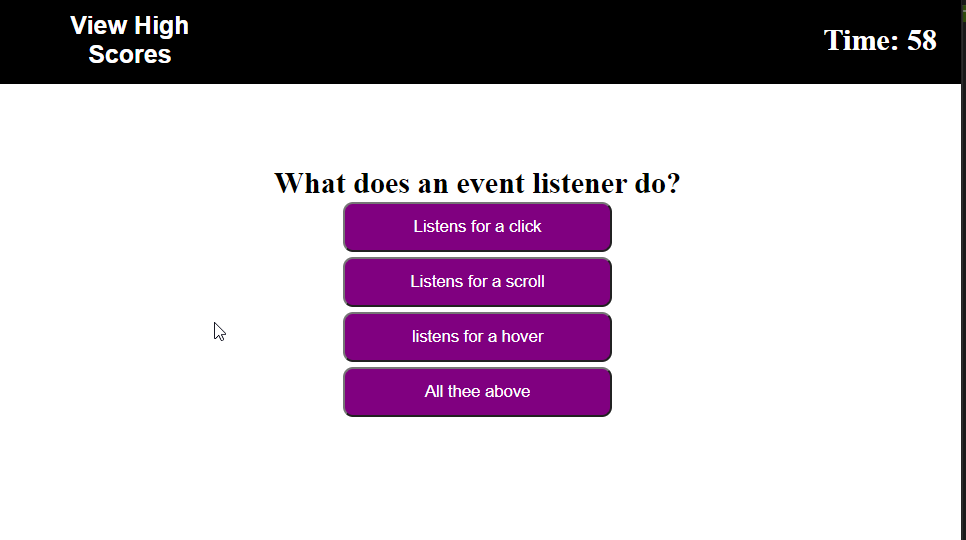 View High
Scores
Time: 58
What does an event listener do?
Listens for a click
Listens for a scroll
listens for a hover
All thee above